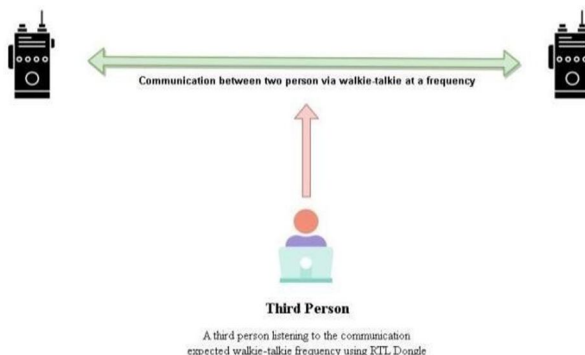 Communication between two person via walkie-talkie at a frequency
Third Person
A third person listening to the communication
expected walkie-talkie frequency using RTL Dongle